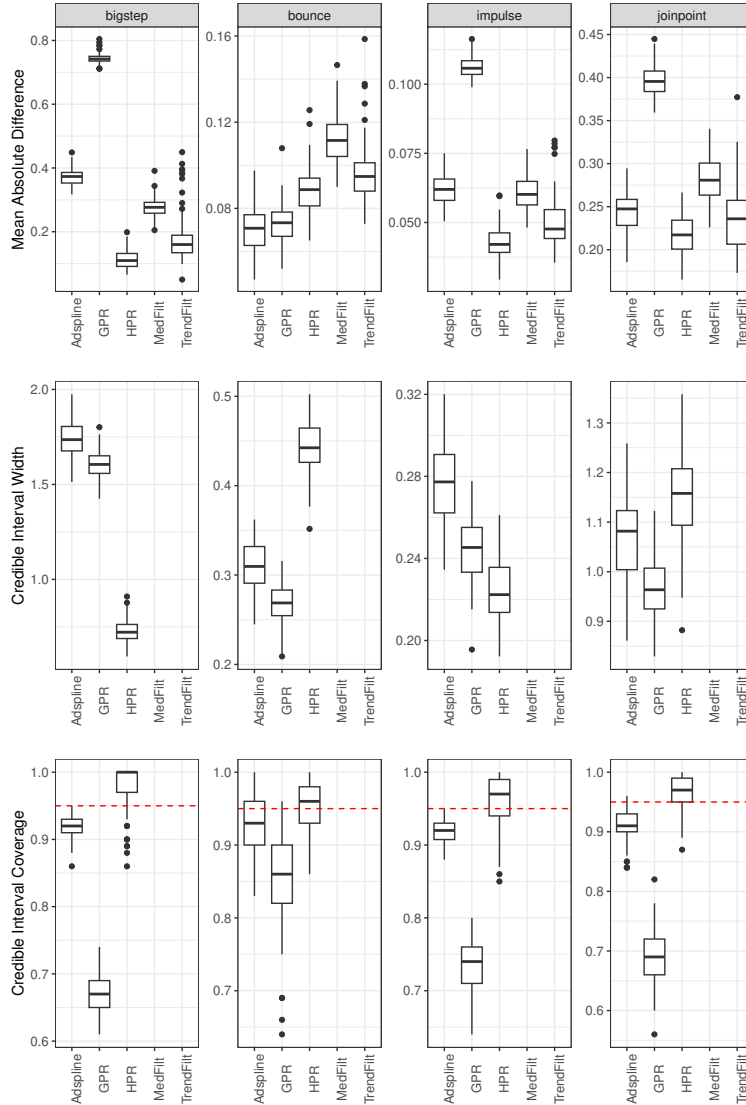 bigstep bounce impulse joinpoint
Mean Absolute Difference
0.8 0.6 0.4 0.2
0.16 0.12 0.08
0.100 0.075 0.050
0.40 0.35 0.30 0.25 0.20
Adspline GPR HPR MedFilt TrendFilt
Adspline GPR HPR MedFilt TrendFilt
Adspline GPR HPR MedFilt TrendFilt
Adspline GPR HPR MedFilt TrendFilt
Credible Interval Width
2.0 1.5 1.0
0.5 0.4 0.3 0.2
0.32 0.28 0.24 0.20
1.3 1.2 1.1 1.0 0.9
Adspline GPR HPR MedFilt TrendFilt
Adspline GPR HPR MedFilt TrendFilt
Adspline GPR HPR MedFilt TrendFilt
Adspline GPR HPR MedFilt TrendFilt
Credible Interval Coverage
1.0 0.9 0.8 0.7 0.6
1.0 0.9 0.8 0.7
1.0 0.9 0.8 0.7
1.0 0.9 0.8 0.7 0.6
Adspline GPR HPR MedFilt TrendFilt
Adspline GPR HPR MedFilt TrendFilt
Adspline GPR HPR MedFilt TrendFilt
Adspline GPR HPR MedFilt TrendFilt